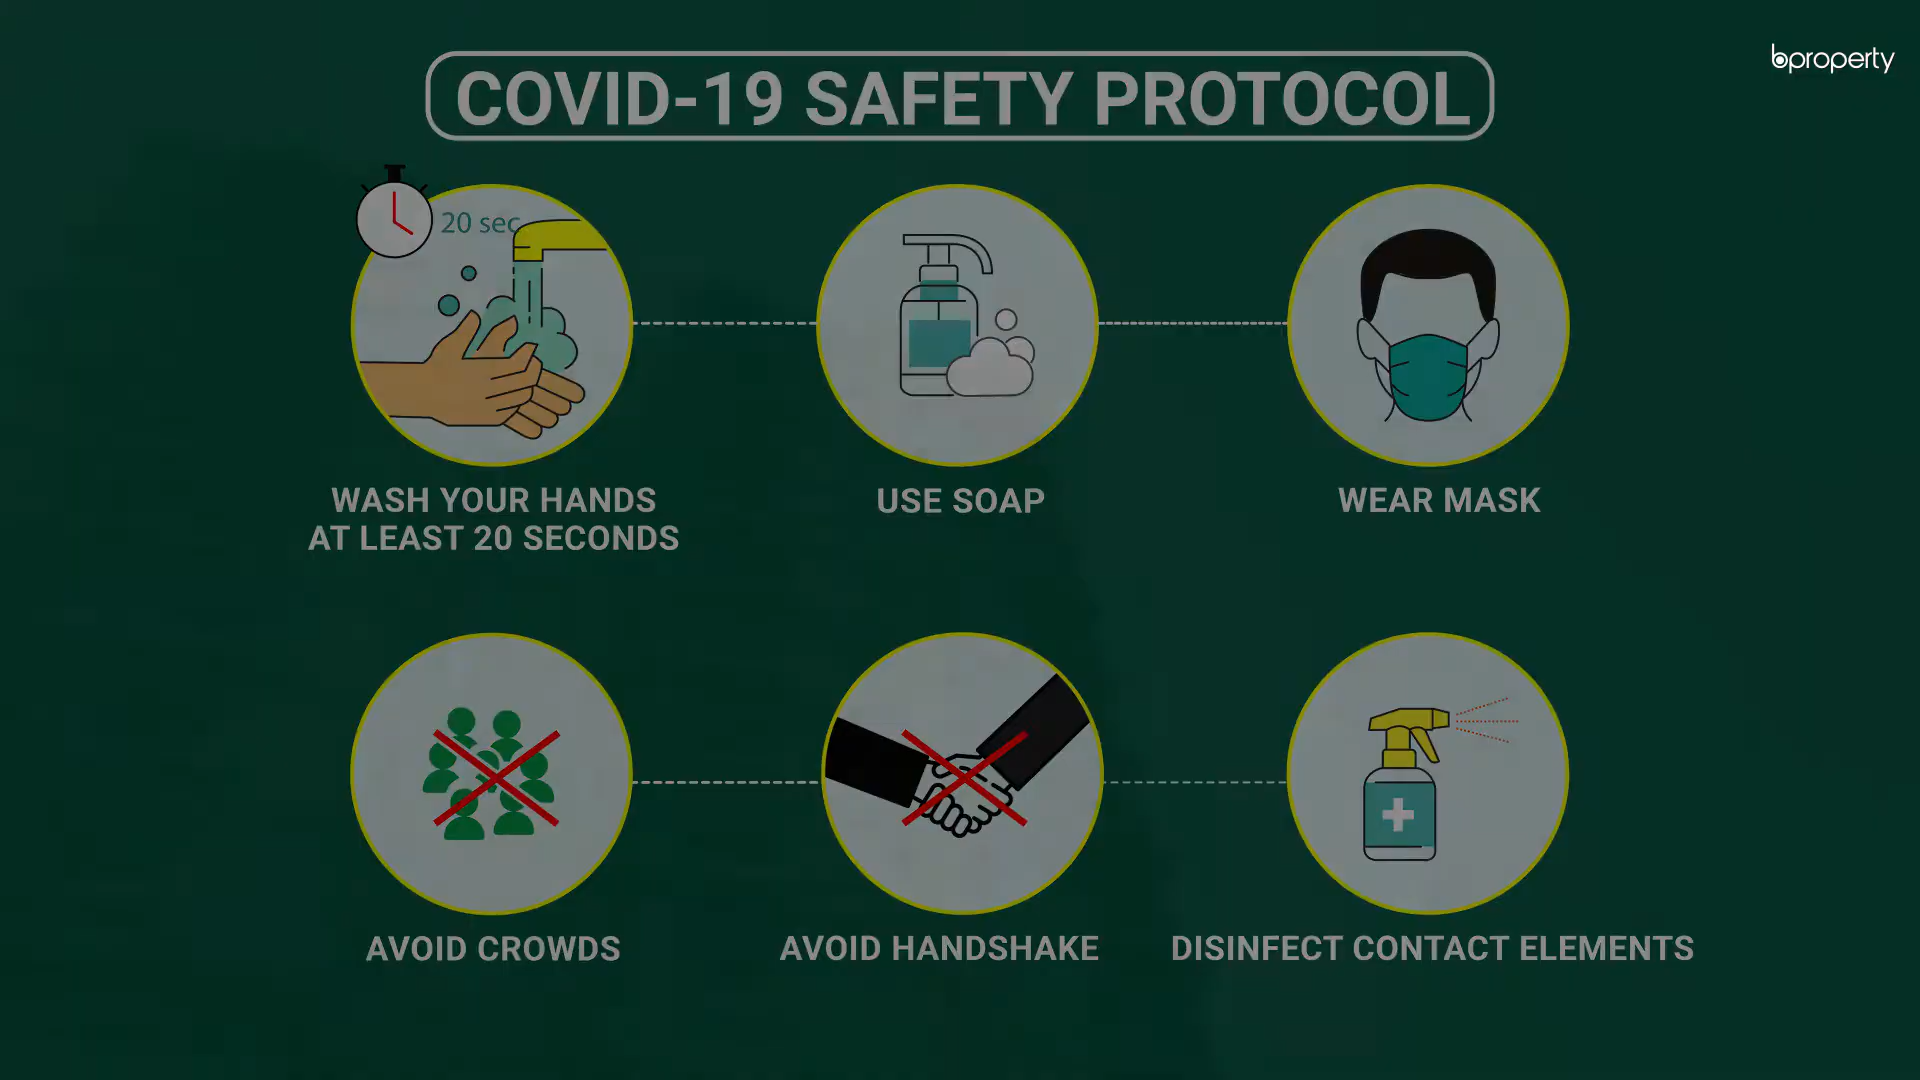 bproperty
COVID-19 SAFETY PROTOCOL
20 sec
WASH YOUR HANDS
AT LEAST 20 SECONDS
USE SOAP
WEAR MASK
AVOID CROWDS
AVOID HANDSHAKE
DISINFECT CONTACT ELEMENTS